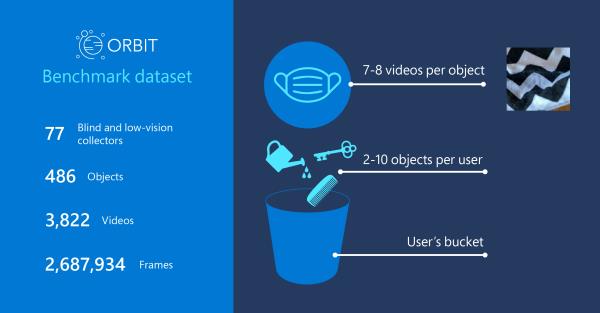 ORBIT
Benchmark dataset
77 Blind and low-vision
collectors
486 Objects
3,822 Videos
2,687,934 Frames
7-8 videos per object
2-10 objects per user
User's bucket